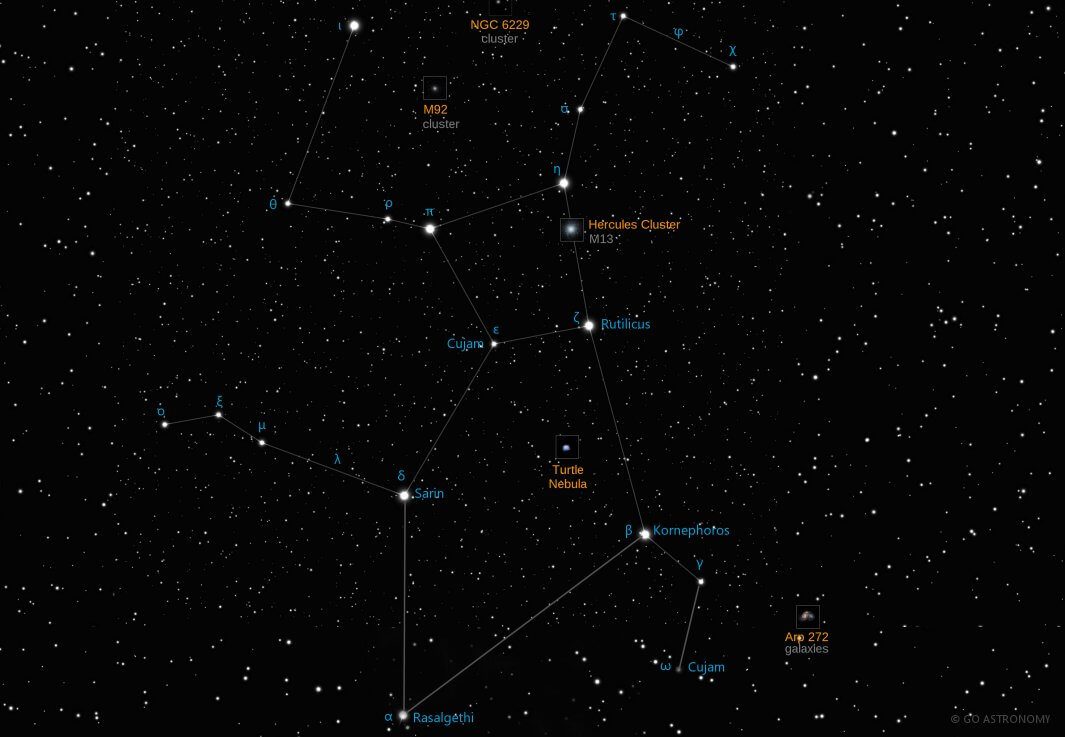 ι
NGC 6229
cluster
τ
φ
χ
M92
cluster
σ
η
θ
ρ
π
Hercules Cluster
M13
ζ
Rutilicus
ε
Cujam
ο
ξ
μ
λ
δ
Sarin
Turtle
Nebula
β
Kornephoros
γ
Arp 272
galaxies
ω
Cujam
α
Rasalgethi
© GO ASTRONOMY